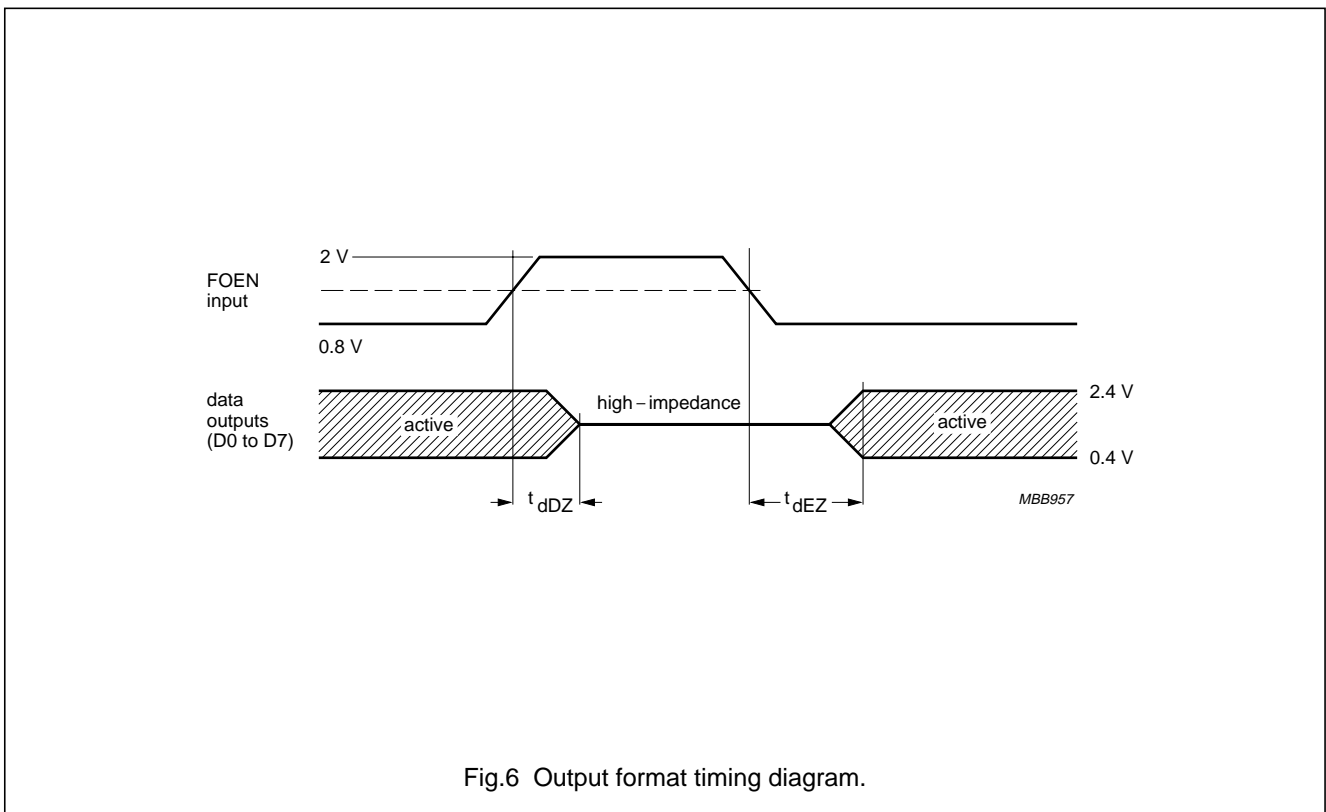 2 V
FOEN
input
0.8 V
data
outputs
(D0 to D7)
active
high – impedance
active
2.4 V
0.4 V
t dDZ
t dEZ
MBB957
Fig.6 Output format timing diagram.